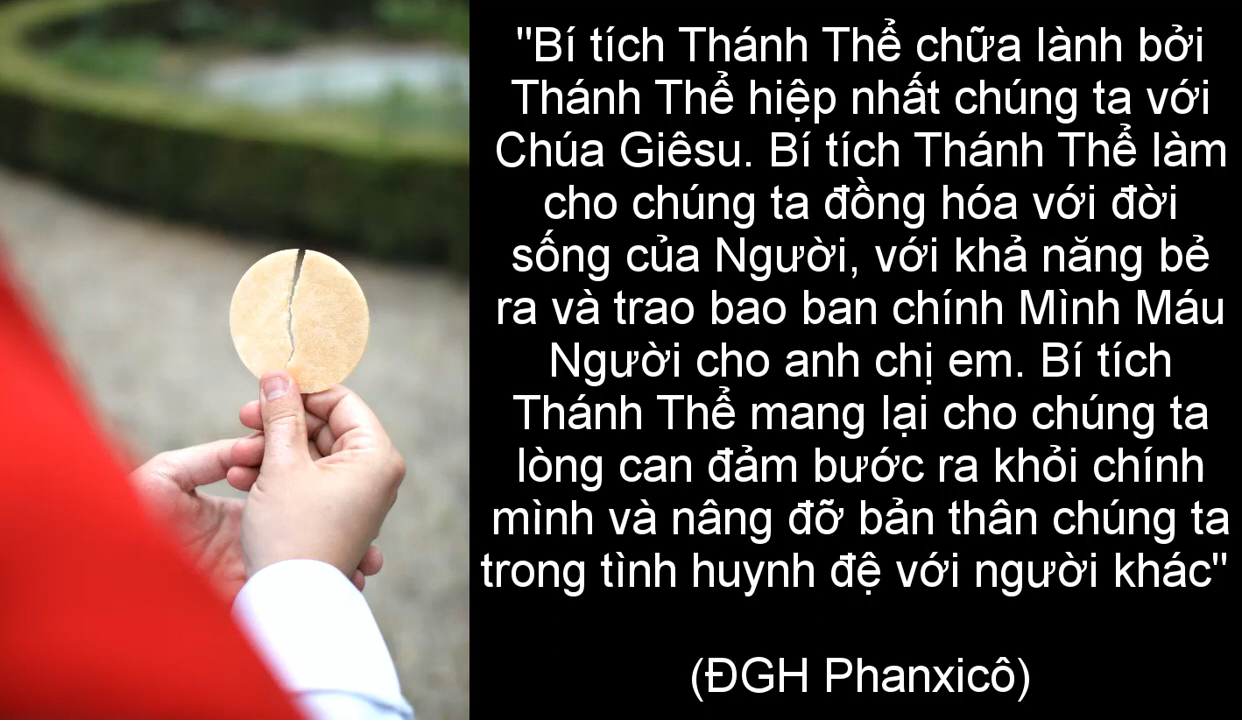 "Bí tích Thánh Thể chữa lành bởi
Thánh Thể hiệp nhất chúng ta với
Chúa Giêsu. Bí tích Thánh Thể làm
cho chúng ta đồng hóa với đời
sống của Người, với khả năng bẻ
ra và trao bao ban chính Mình Máu
Người cho anh chị em. Bí tích
Thánh Thể mang lại cho chúng ta
lòng can đảm bước ra khỏi chính
mình và nâng đỡ bản thân chúng ta
trong tình huynh đệ với người khác"
(ĐGH Phanxicô)